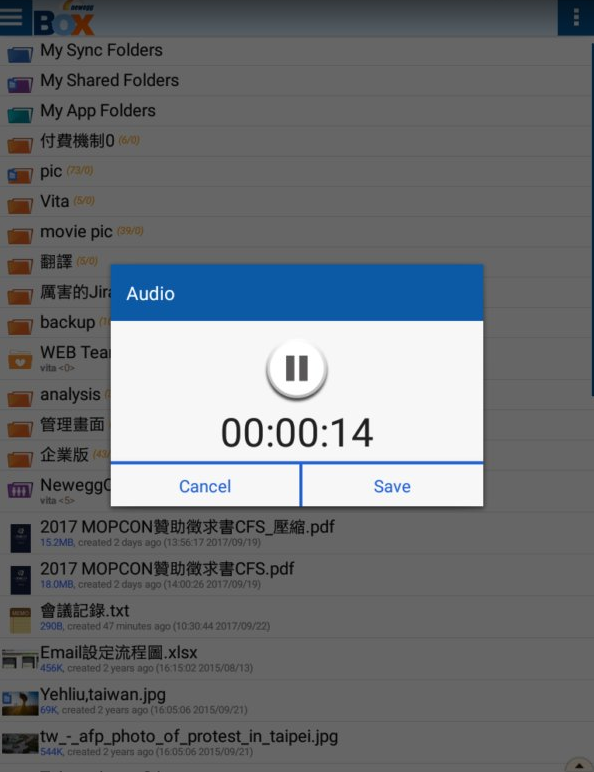 newegg
BOX
My Sync Folders
My Shared Folders
My App Folders
付費機制0 (6/0)
pic (73/0)
Vita (5/0)
movie pic (39/0)
翻譯 (5/0)
厲害的Jira
backup
WEB Tea
vita <0>
analysis
管理畫面
企業版 (43/
NeweggC
vita <5>
Audio
00:00:14
Cancel
Save
2017 MOPCON贊助徵求書CFS_壓縮.pdf
15.2MB, created 2 days ago (13:56:17 2017/09/19)
2017 MOPCON贊助徵求書CFS.pdf
18.0MB, created 2 days ago (14:00:26 2017/09/19)
會議記錄.txt
290B, created 47 minutes ago (10:30:44 2017/09/22)
Email設定流程圖.xlsx
456K, created 2 years ago (16:15:02 2015/08/13)
Yehliu,taiwan.jpg
69K, created 2 years ago (16:05:06 2015/09/21)
tw_-_afp_photo_of_protest_in_taipei.jpg
544K, created 2 years ago (16:05:06 2015/09/21)